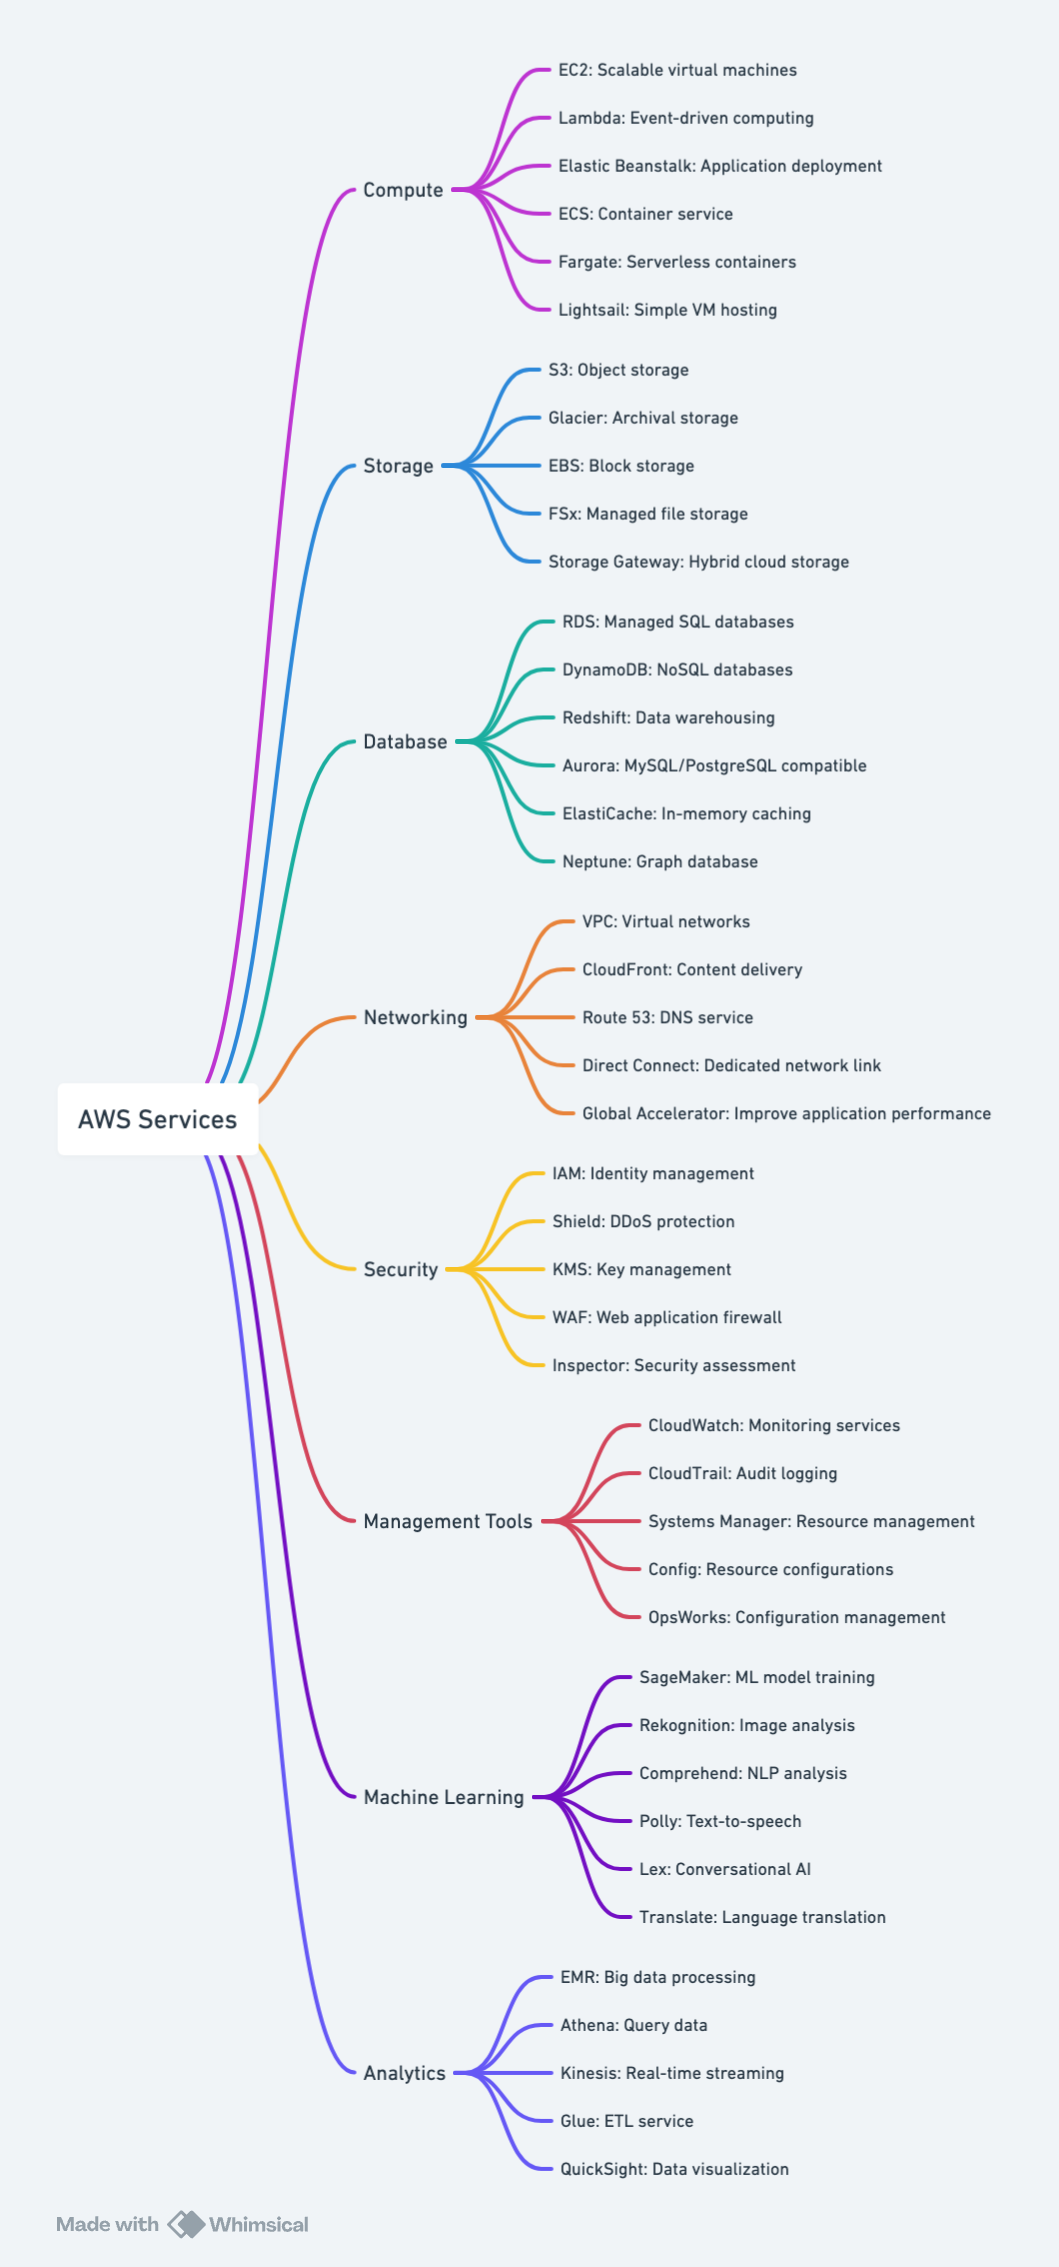 EC2: Scalable virtual machines
Lambda: Event-driven computing
Elastic Beanstalk: Application deployment
Compute
ECS: Container service
Fargate: Serverless containers
Lightsail: Simple VM hosting
S3: Object storage
Glacier: Archival storage
Storage
EBS: Block storage
FSx: Managed file storage
Storage Gateway: Hybrid cloud storage
RDS: Managed SQL databases
DynamoDB: NoSQL databases
Redshift: Data warehousing
Database
Aurora: MySQL/PostgreSQL compatible
ElastiCache: In-memory caching
Neptune: Graph database
VPC: Virtual networks
CloudFront: Content delivery
Networking
Route 53: DNS service
Direct Connect: Dedicated network link
Global Accelerator: Improve application performance
AWS Services
IAM: Identity management
Shield: DDoS protection
Security
KMS: Key management
WAF: Web application firewall
Inspector: Security assessment
CloudWatch: Monitoring services
CloudTrail: Audit logging
Management Tools
Systems Manager: Resource management
Config: Resource configurations
OpsWorks: Configuration management
SageMaker: ML model training
Rekognition: Image analysis
Comprehend: NLP analysis
Machine Learning
Polly: Text-to-speech
Lex: Conversational AI
Translate: Language translation
EMR: Big data processing
Athena: Query data
Analytics
Kinesis: Real-time streaming
Glue: ETL service
QuickSight: Data visualization
Made with Whimsical